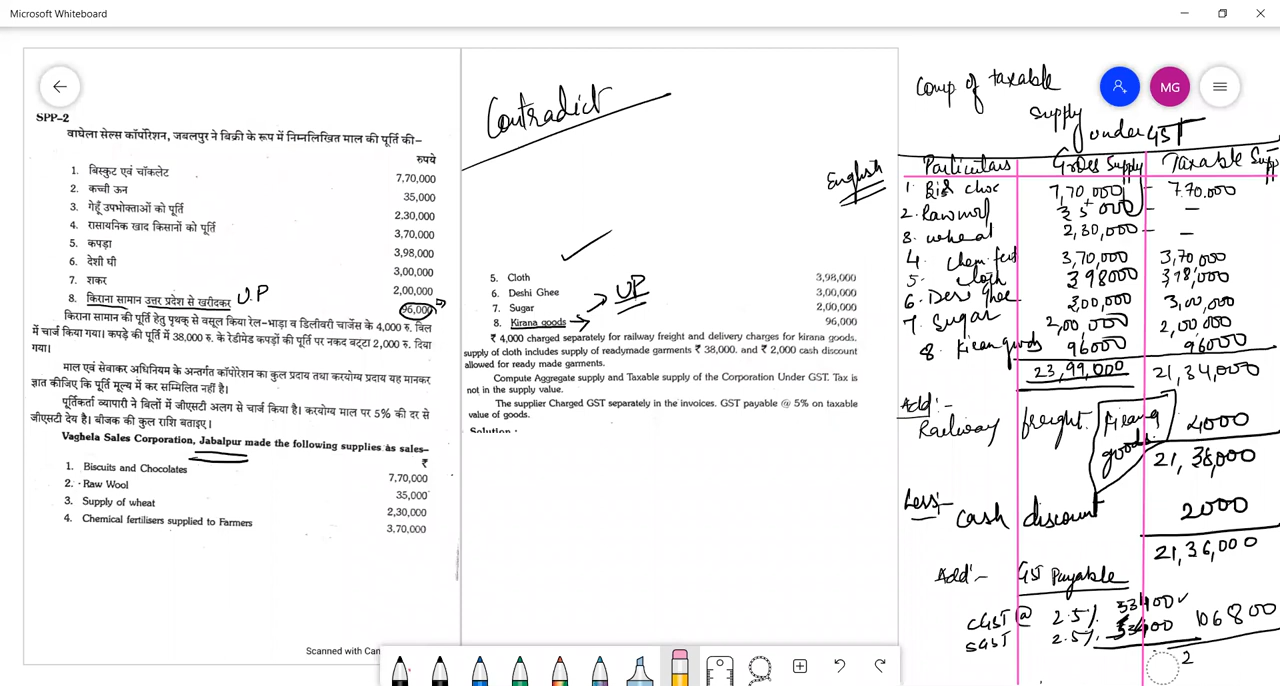 Microsoft Whiteboard
SPP-2
वाघेला सेल्स कॉर्पोरेशन, जबलपुर ने बिक्री के रूप में निम्नलिखित माल की पूर्ति की–
रुपये
1. बिस्कुट एवं चॉकलेट 7,70,000
2. कच्ची ऊन 35,000
3. गेहूँ उपभोक्ताओं को पूर्ति 2,30,000
4. रासायनिक खाद किसानों को पूर्ति 3,70,000
5. कपड़ा 3,98,000
6. देशी घी 3,00,000
7. शकर 2,00,000
8. किराना सामान उत्तर प्रदेश से खरीदकर U.P 96,000
किराना सामान की पूर्ति हेतु पृथक् से वसूल किया रेल-भाड़ा व डिलीवरी चार्जेस के 4,000 रु. बिल
में चार्ज किया गया। कपड़े की पूर्ति में 38,000 रु. के रेडीमेड कपड़ों की पूर्ति पर नकद बट्टा 2,000 रु. दिया
गया।
माल एवं सेवाकर अधिनियम के अन्तर्गत कॉर्पोरेशन का कुल प्रदाय तथा करयोग्य प्रदाय यह मानकर
ज्ञात कीजिए कि पूर्ति मूल्य में कर सम्मिलित नहीं है।
पूर्तिकर्ता व्यापारी ने बिलों में जीएसटी अलग से चार्ज किया है। करयोग्य माल पर 5% की दर से
जीएसटी देय है। बीजक की कुल राशि बताइए।
Vaghela Sales Corporation, Jabalpur made the following supplies as sales–
₹
1. Biscuits and Chocolates 7,70,000
2. Raw Wool 35,000
3. Supply of wheat 2,30,000
4. Chemical fertilisers supplied to Farmers 3,70,000
Scanned with Cam
Contradict
English
5. Cloth 3,98,000
6. Deshi Ghee 3,00,000
7. Sugar 2,00,000
8. Kirana goods UP 96,000
₹ 4,000 charged separately for railway freight and delivery charges for kirana goods.
supply of cloth includes supply of readymade garments ₹ 38,000. and ₹ 2,000 cash discount
allowed for ready made garments.
Compute Aggregate supply and Taxable supply of the Corporation Under GST. Tax is
not in the supply value.
The supplier Charged GST separately in the invoices. GST payable @ 5% on taxable
value of goods.
Solution :
MG
Comp of taxable
supply
under GST
Particulars Gross Supply Taxable Supp
1. Bis choc 7,70,000 – 7.70.000
2. Rawwol 35000 – –
3. wheat 2,30,000 – –
4. Chem fert 3,70,000 3,70,000
5. cloth 398000 398,000
6. Desi Ghee 300,000 3,00,000
7. Sugar 2,00,000 2,00,000
8. Kirana goods 96000 96000
23,99,000 21,34,000
Add:-
Railway freight. Kirana goods. 4000
21,38,000
Less:-
Cash discount 2000
21,36,000
Add:- GST Payable
CGST @ 2.5% 53400
SGST 2.5% 53400 106800
2